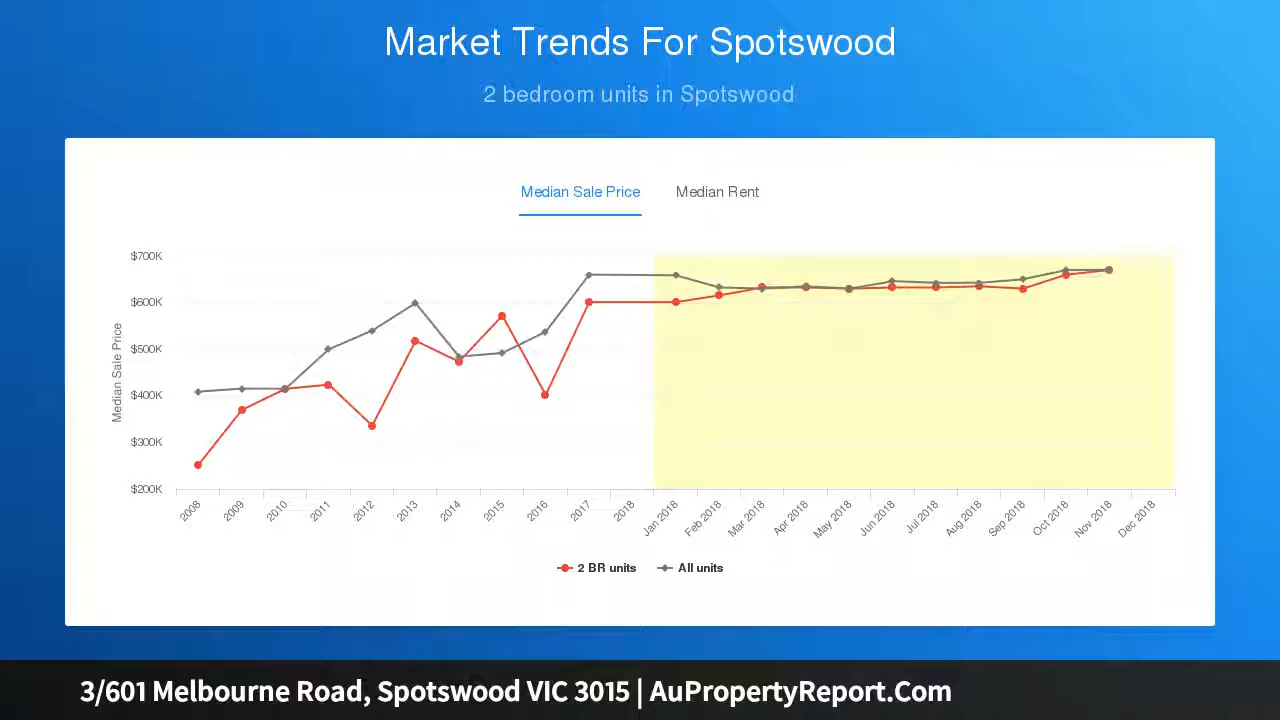 Market Trends For Spotswood
2 bedroom units in Spotswood
Median Sale Price Median Rent
Median Sale Price
$700K
$600K
$500K
$400K
$300K
$200K
2008 2009 2010 2011 2012 2013 2014 2015 2016 2017 2018 Jan 2018 Feb 2018 Mar 2018 Apr 2018 May 2018 Jun 2018 Jul 2018 Aug 2018 Sep 2018 Oct 2018 Nov 2018 Dec 2018
2 BR units All units
3/601 Melbourne Road, Spotswood VIC 3015 | AuPropertyReport.Com